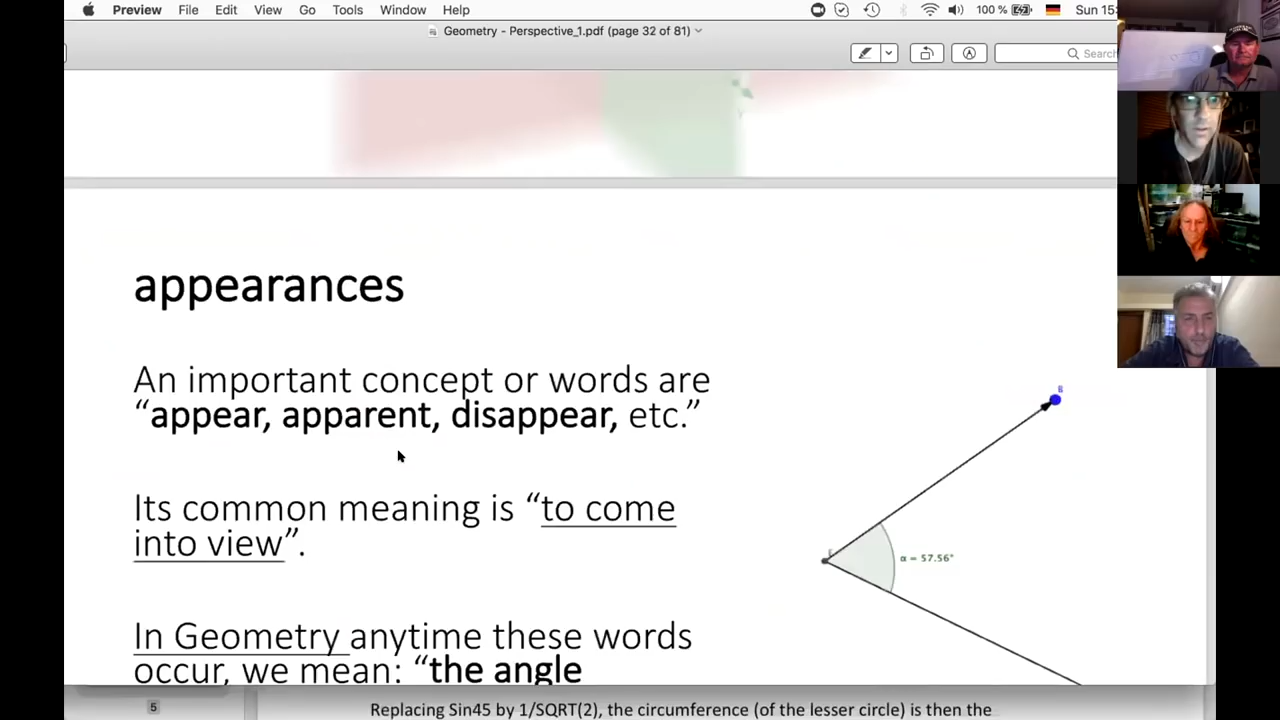 Preview File Edit View Go Tools Window Help 100 % Sun 15:
Geometry - Perspective_1.pdf (page 32 of 81)
Search
appearances
An important concept or words are
“appear, apparent, disappear, etc.”
Its common meaning is “to come
into view”.
In Geometry anytime these words
occur, we mean: “the angle
B
α = 57.56°
5
Replacing Sin45 by 1/SQRT(2), the circumference (of the lesser circle) is then the